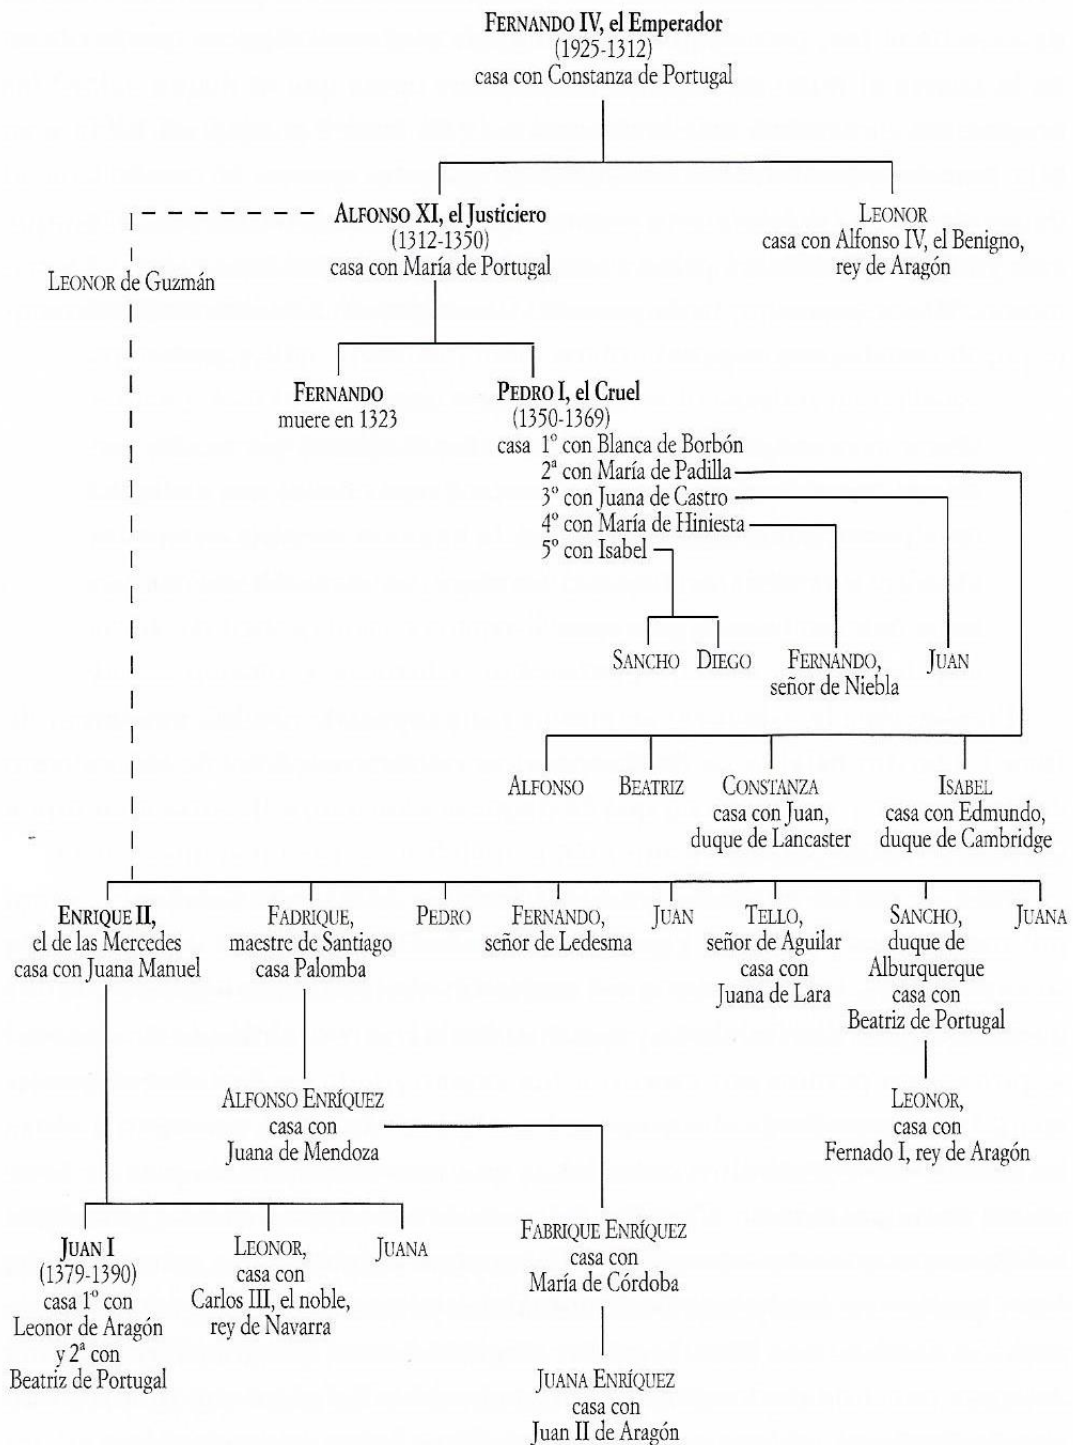 FERNANDO IV, el Emperador
(1925-1312)
casa con Constanza de Portugal
ALFONSO XI, el Justiciero
(1312-1350)
casa con María de Portugal
LEONOR
casa con Alfonso IV, el Benigno,
rey de Aragón
LEONOR de Guzmán
FERNANDO
muere en 1323
PEDRO I, el Cruel
(1350-1369)
casa 1º con Blanca de Borbón
2ª con María de Padilla
3º con Juana de Castro
4º con María de Hiniesta
5º con Isabel
SANCHO
DIEGO
FERNANDO,
señor de Niebla
JUAN
ALFONSO
BEATRIZ
CONSTANZA
casa con Juan,
duque de Lancaster
ISABEL
casa con Edmundo,
duque de Cambridge
ENRIQUE II,
el de las Mercedes
casa con Juana Manuel
FADRIQUE,
maestre de Santiago
casa Palomba
PEDRO
FERNANDO,
señor de Ledesma
JUAN
TELLO,
señor de Aguilar
casa con
Juana de Lara
SANCHO,
duque de
Alburquerque
casa con
Beatriz de Portugal
JUANA
ALFONSO ENRÍQUEZ
casa con
Juana de Mendoza
LEONOR,
casa con
Fernado I, rey de Aragón
JUAN I
(1379-1390)
casa 1º con
Leonor de Aragón
y 2ª con
Beatriz de Portugal
LEONOR,
casa con
Carlos III, el noble,
rey de Navarra
JUANA
FABRIQUE ENRÍQUEZ
casa con
María de Córdoba
JUANA ENRÍQUEZ
casa con
Juan II de Aragón